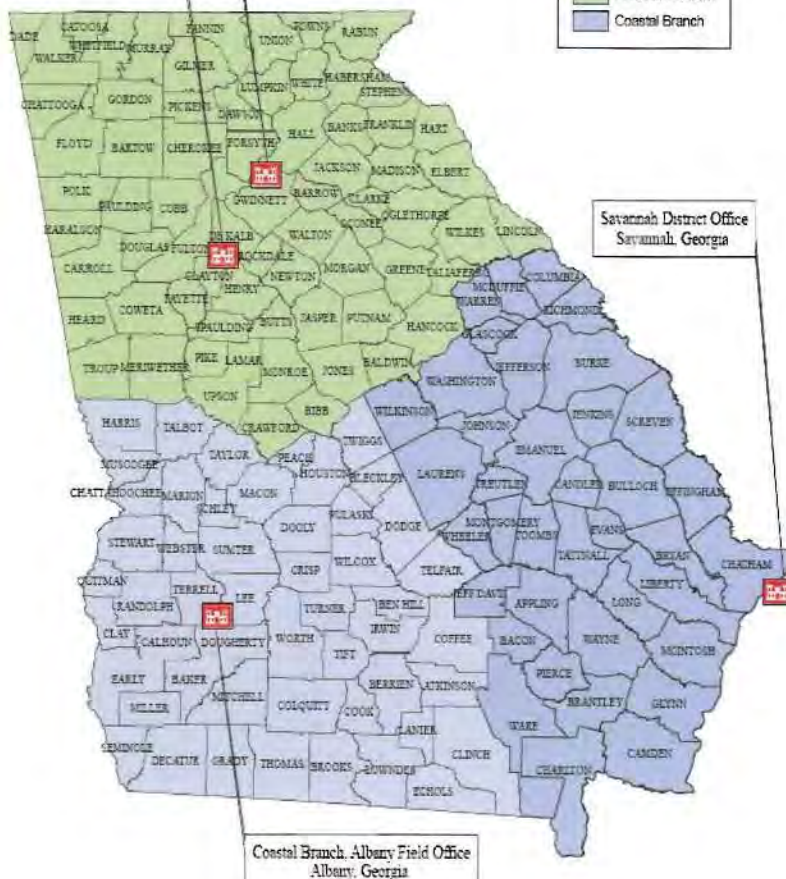 Coastal Branch
TOWNS
RABUN
FANNIN
CATOOSA
DADE
WHITFIELD
MURRAY
UNION
WALKER
GILMER
HABERSHAM
LUMPKIN
WHITE
STEPHENS
CHATTOOGA
GORDON
PICKENS
DAWSON
HALL
BANKS
FRANKLIN
HART
FLOYD
BARTOW
CHEROKEE
FORSYTH
JACKSON
MADISON
ELBERT
POLK
PAULDING
COBB
GWINNETT
BARROW
CLARKE
OCONEE
OGLETHORPE
Savannah District Office
Savannah, Georgia
HARALSON
DEKALB
WALTON
WILKES
LINCOLN
DOUGLAS
FULTON
ROCKDALE
CARROLL
CLAYTON
NEWTON
MORGAN
GREENE
TALIAFERRO
COLUMBIA
FAYETTE
HENRY
MCDUFFIE
WARREN
RICHMOND
HEARD
COWETA
SPAULDING
BUTTS
JASPER
PUTNAM
HANCOCK
GLASCOCK
TROUP
MERIWETHER
PIKE
LAMAR
MONROE
JONES
BALDWIN
JEFFERSON
BURKE
WASHINGTON
UPSON
BIBB
WILKINSON
JENKINS
SCREVEN
HARRIS
TALBOT
CRAWFORD
TWIGGS
JOHNSON
EMANUEL
TAYLOR
PEACH
HOUSTON
MUSCOGEE
BLECKLEY
LAURENS
TREUTLEN
CANDLER
BULLOCH
EFFINGHAM
CHATTAHOOCHEE
MARION
MACON
SCHLEY
PULASKI
DOOLY
DODGE
MONTGOMERY
WHEELER
TOOMBS
EVANS
TATTNALL
BRYAN
CHATHAM
STEWART
WEBSTER
SUMTER
WILCOX
CRISP
TELFAIR
LIBERTY
QUITMAN
TERRELL
LEE
RANDOLPH
TURNER
BEN HILL
JEFF DAVI
APPLING
LONG
CLAY
CALHOUN
DOUGHERTY
WORTH
IRWIN
COFFEE
BACON
WAYNE
MCINTOSH
TIFT
EARLY
BAKER
MITCHELL
BERRIEN
ATKINSON
PIERCE
MILLER
COLQUITT
COOK
BRANTLEY
GLYNN
LANIER
WARE
SEMINOLE
DECATUR
GRADY
THOMAS
BROOKS
LOWNDES
CLINCH
CHARLTON
CAMDEN
ECHOLS
Coastal Branch, Albany Field Office
Albany, Georgia